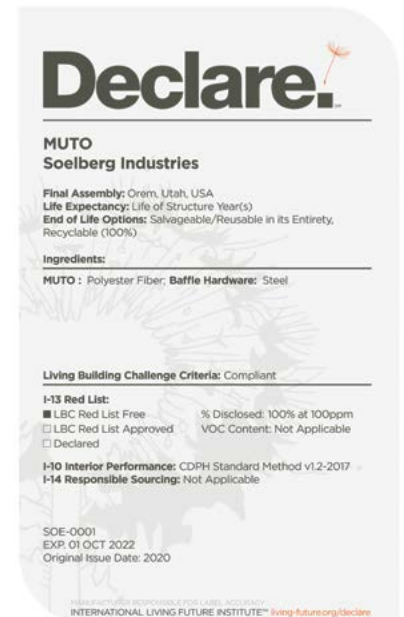 Declare.
MUTO
Soelberg Industries
Final Assembly: Orem, Utah, USA
Life Expectancy: Life of Structure Year(s)
End of Life Options: Salvageable/Reusable in its Entirety,
Recyclable (100%)
Ingredients:
MUTO : Polyester Fiber; Baffle Hardware: Steel
Living Building Challenge Criteria: Compliant
I-13 Red List:
■ LBC Red List Free % Disclosed: 100% at 100ppm
□ LBC Red List Approved VOC Content: Not Applicable
□ Declared
I-10 Interior Performance: CDPH Standard Method v1.2-2017
I-14 Responsible Sourcing: Not Applicable
SOE-0001
EXP. 01 OCT 2022
Original Issue Date: 2020
MANUFACTURER RESPONSIBLE FOR LABEL ACCURACY
INTERNATIONAL LIVING FUTURE INSTITUTE™ living-future.org/declare